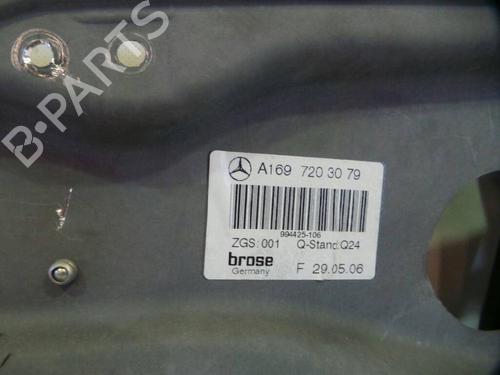 B-PARTS
A169 720 30 79
994425-106
ZGS: 001 Q-Stand:Q24
brose
Germany
F 29.05.06